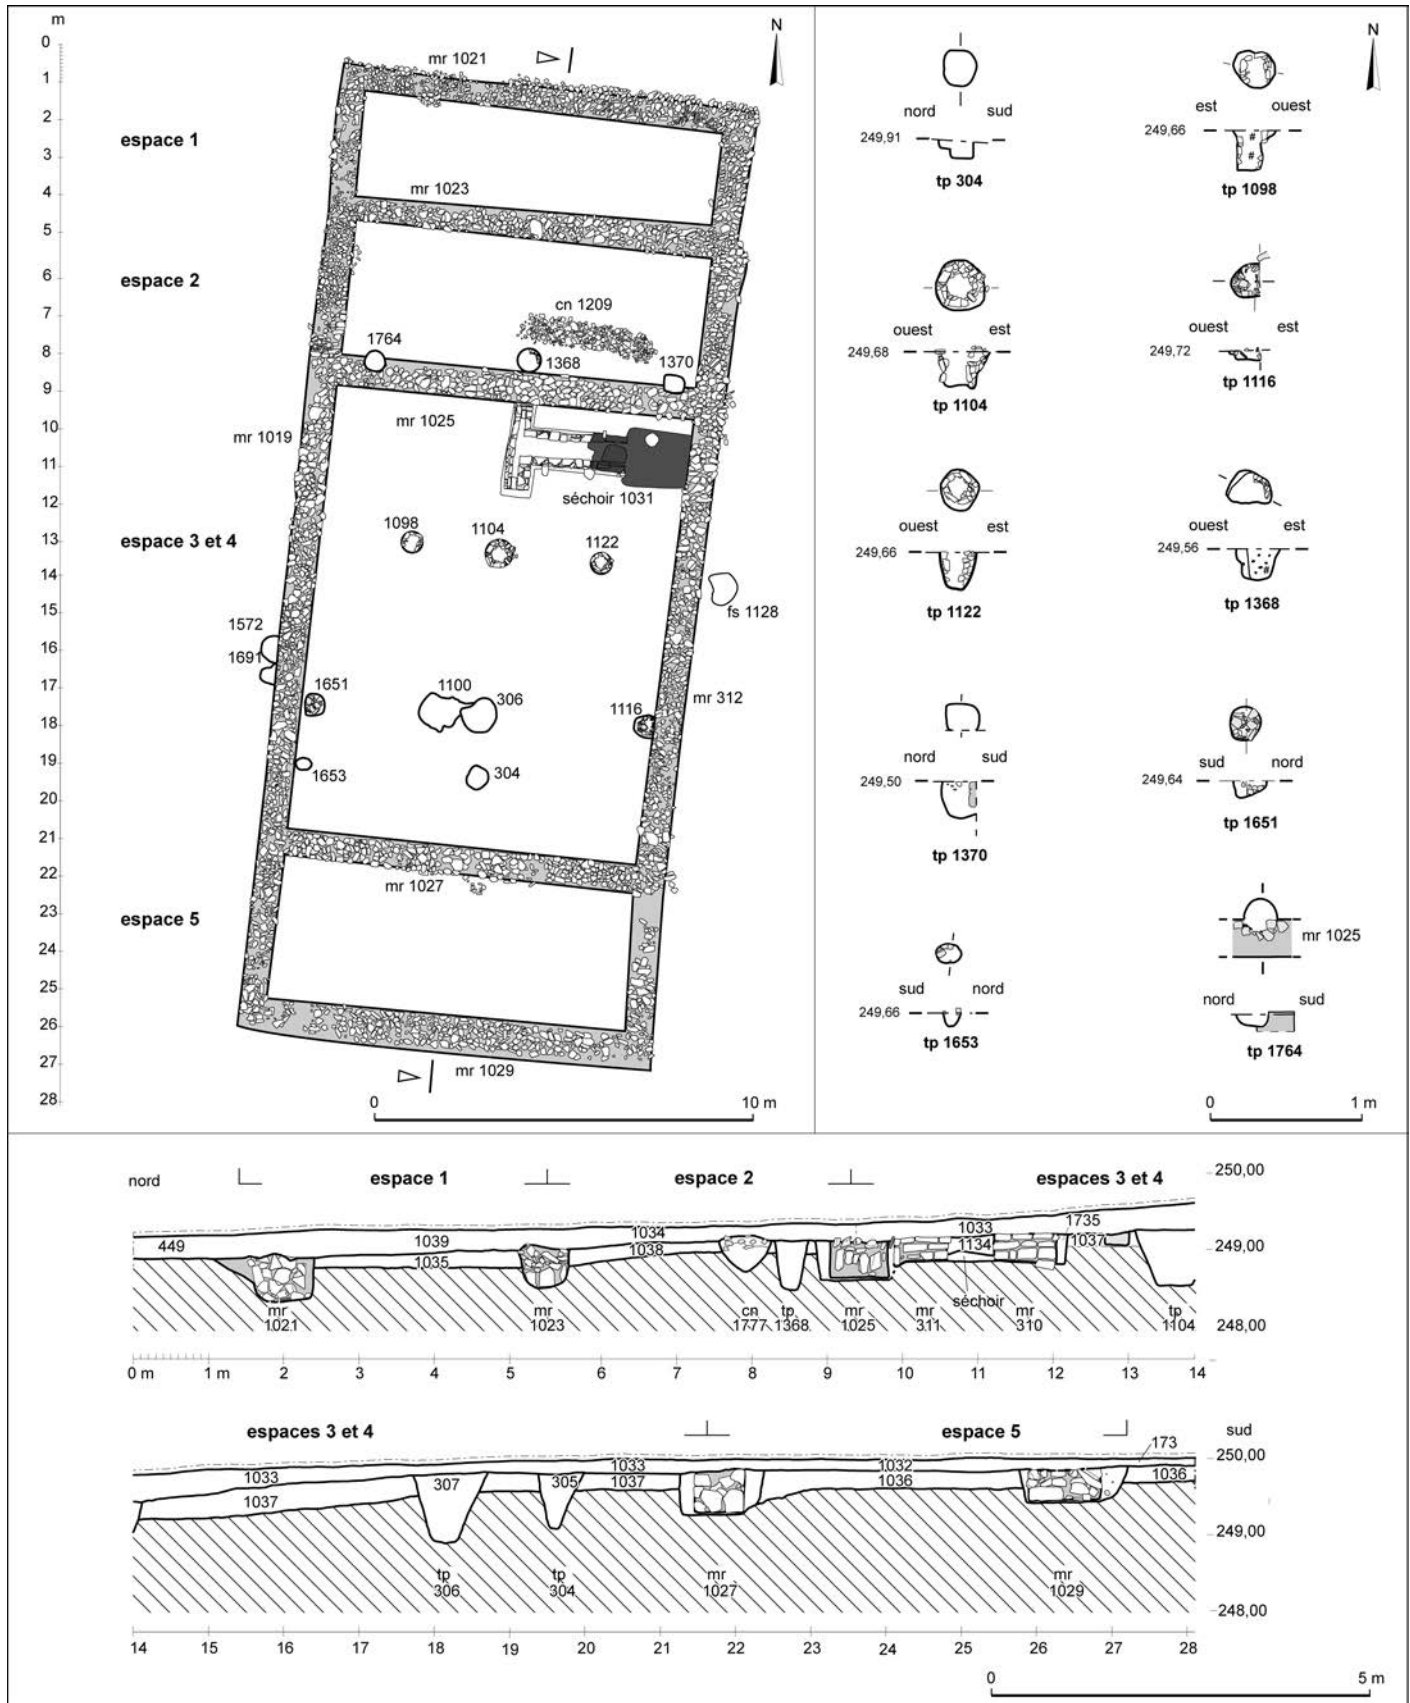 m
0
1
2
3
4
5
6
7
8
9
10
11
12
13
14
15
16
17
18
19
20
21
22
23
24
25
26
27
28
N
mr 1021
espace 1
mr 1023
espace 2
cn 1209
1764
1368
1370
mr 1025
mr 1019
séchoir 1031
espace 3 et 4
1098
1104
1122
fs 1128
1572
1691
1651
1100
306
1116
mr 312
1653
304
mr 1027
espace 5
mr 1029
0 10 m
N
nord sud
249,91
tp 304
est ouest
249,66
tp 1098
ouest est
249,68
tp 1104
ouest est
249,72
tp 1116
ouest est
249,66
tp 1122
ouest est
249,56
tp 1368
nord sud
249,50
tp 1370
sud nord
249,64
tp 1651
sud nord
249,66
tp 1653
mr 1025
nord sud
tp 1764
0 1 m
nord espace 1 espace 2 espaces 3 et 4
250,00
449 1039 1034 1033 1735
1035 1038 1134 1037
249,00
séchoir
mr 1021
mr 1023
cn 1777
tp 1368
mr 1025
mr 311
mr 310
tp 1104
248,00
0 m 1 m 2 3 4 5 6 7 8 9 10 11 12 13 14
espaces 3 et 4 espace 5 sud
173
250,00
1033 307 305 1033 1032 1036
1037 1037 1036
249,00
tp 306
tp 304
mr 1027
mr 1029
248,00
14 15 16 17 18 19 20 21 22 23 24 25 26 27 28
0 5 m